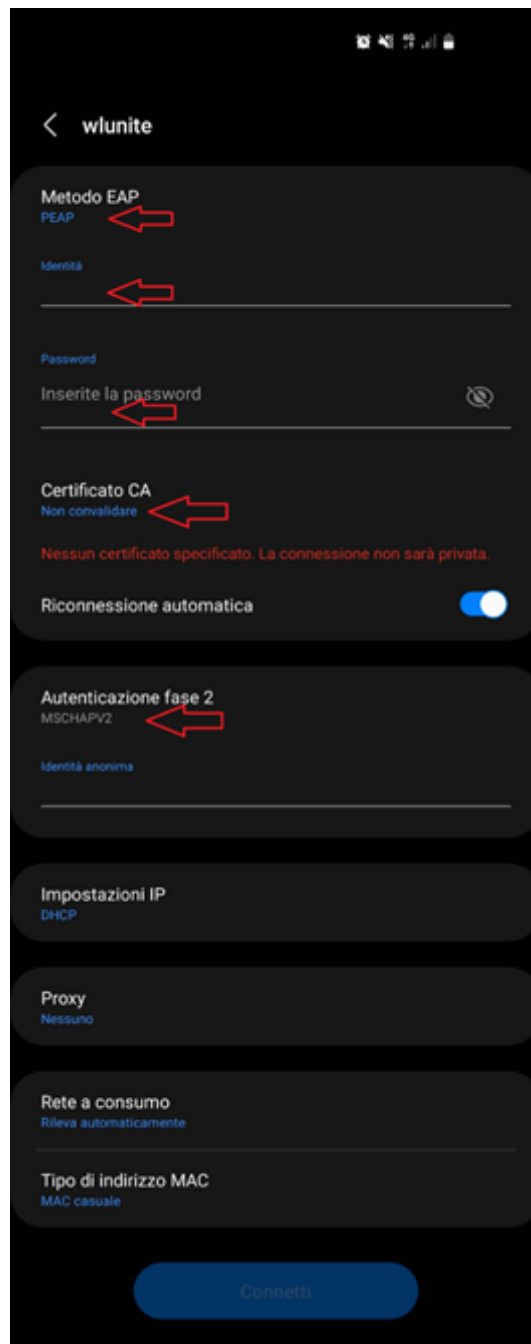 wlunite
Metodo EAP
PEAP
Identità
Password
Inserite la password
Certificato CA
Non convalidare
Nessun certificato specificato. La connessione non sarà privata.
Riconnessione automatica
Autenticazione fase 2
MSCHAPV2
Identità anonima
Impostazioni IP
DHCP
Proxy
Nessuno
Rete a consumo
Rileva automaticamente
Tipo di indirizzo MAC
MAC casuale
Connetti